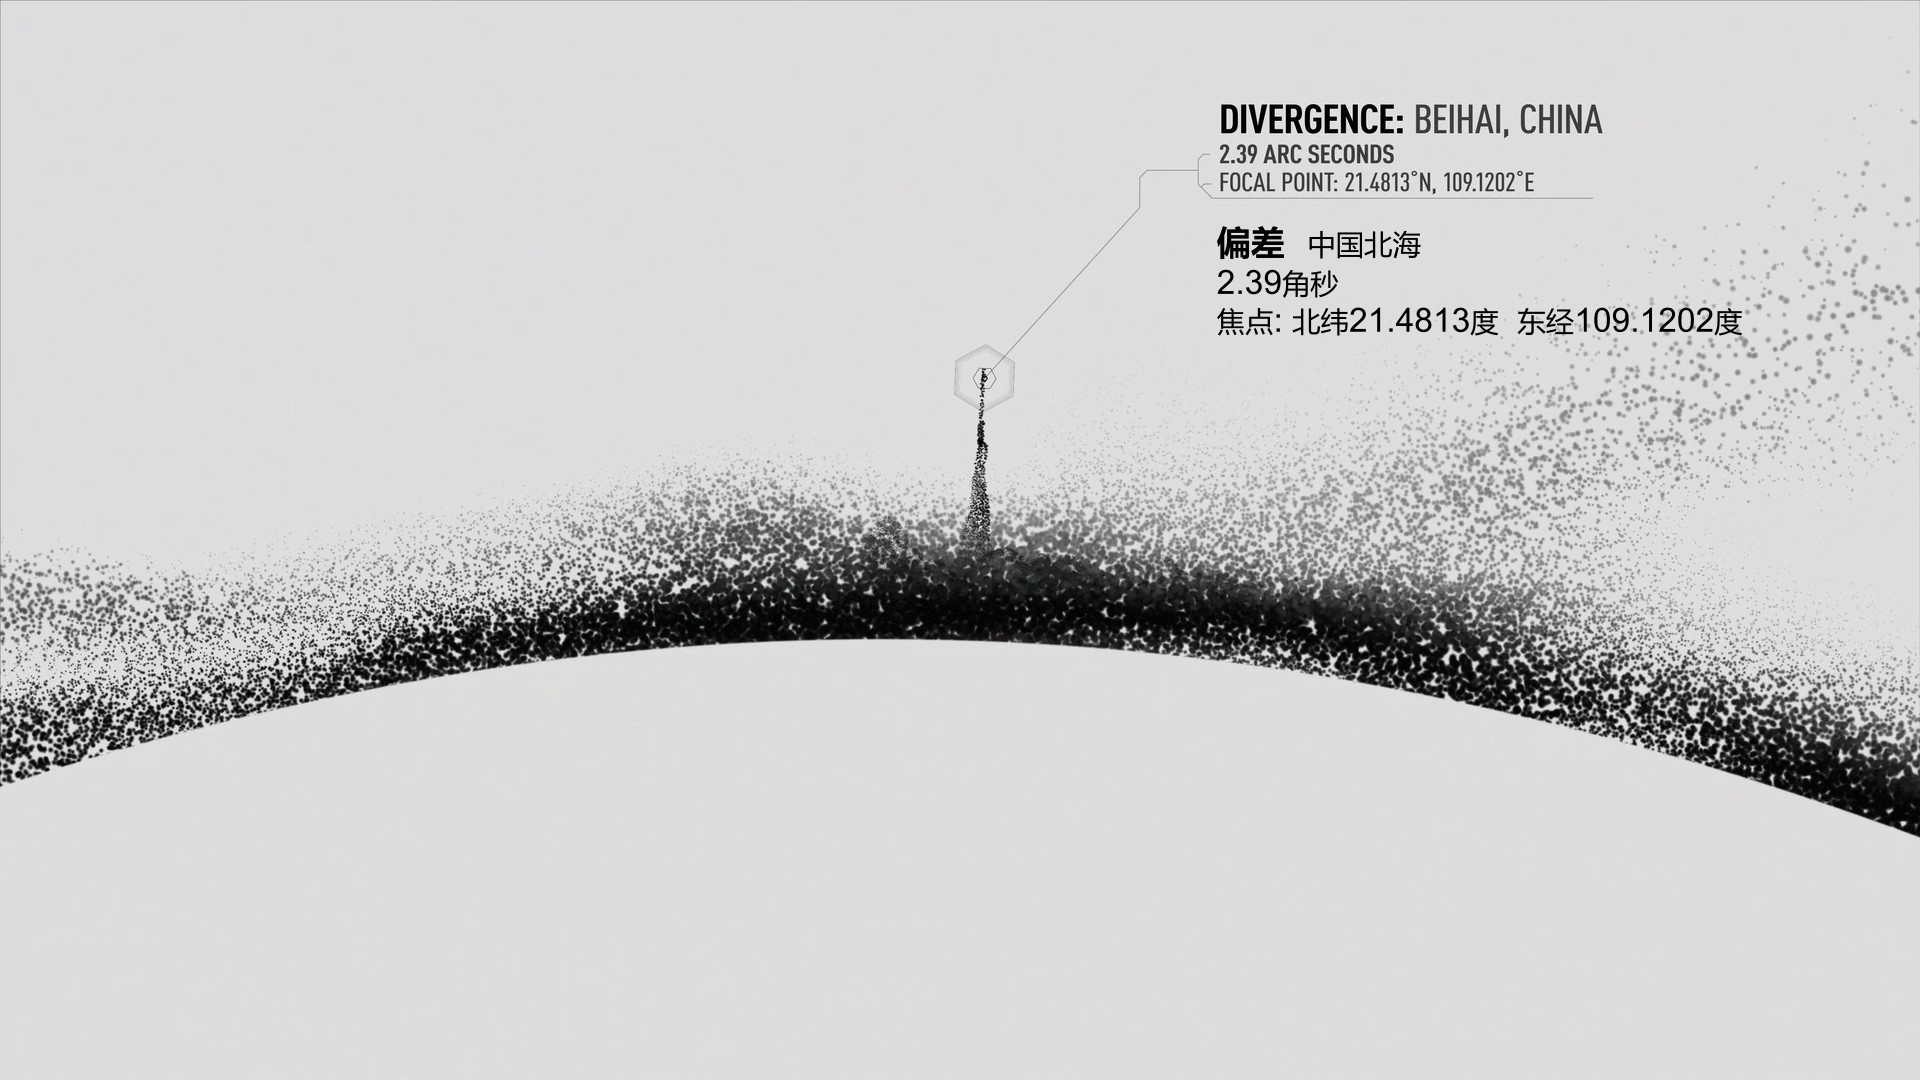 DIVERGENCE: BEIHAI, CHINA
2.39 ARC SECONDS
FOCAL POINT: 21.4813°N, 109.1202°E
偏差 中国北海
2.39角秒
焦点: 北纬21.4813度 东经109.1202度